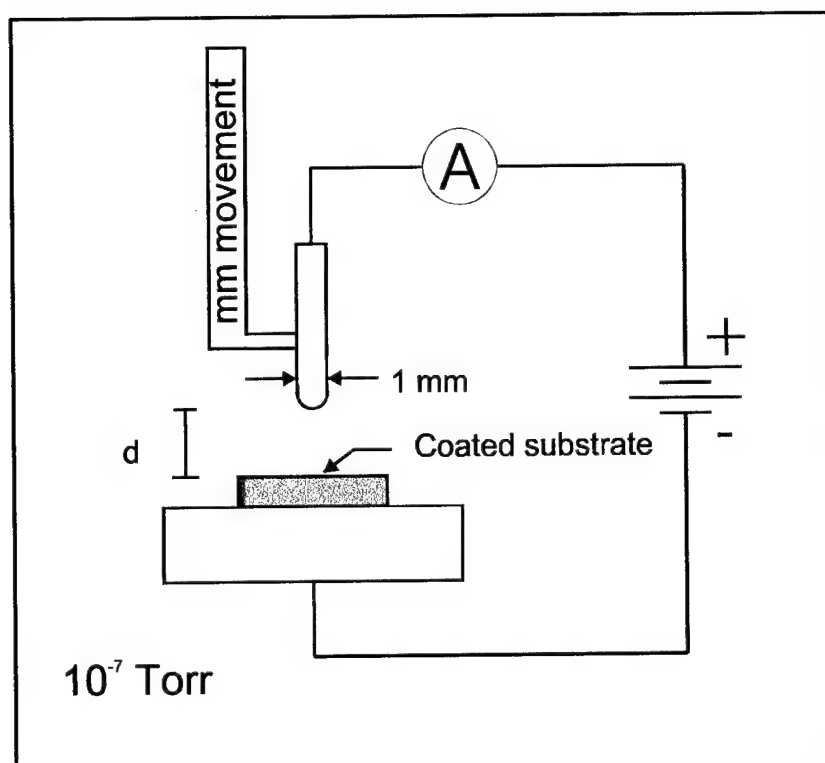 mm movement
A
+
1 mm
-
d
Coated substrate
10⁻⁷ Torr